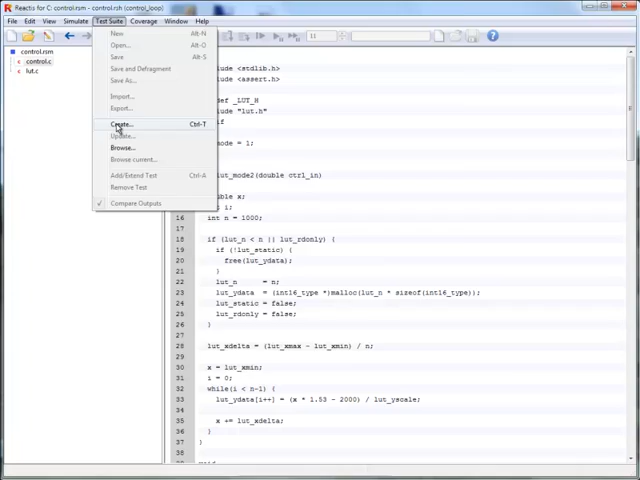 Reactis for C: control.rsm - control.rsh (control_loop)
File Edit View Simulate Test Suite Coverage Window Help
11
control.rsm
control.c
lut.c
New Alt-N
Open... Alt-O
Save Alt-S
Save and Defragment
Save As...
Import...
Export...
Create... Ctrl-T
Update...
Browse...
Browse current...
Add/Extend Test Ctrl-A
Remove Test
✓ Compare Outputs
clude <stdlib.h>
clude <assert.h>
def _LUT_H
clude "lut.h"
if
mode = 1;
lut_mode2(double ctrl_in)
ouble x;
t i;
16 int n = 1000;
17
18 if (lut_n < n || lut_rdonly) {
19 if (!lut_static) {
20 free(lut_ydata);
21 }
22 lut_n = n;
23 lut_ydata = (int16_type *)malloc(lut_n * sizeof(int16_type));
24 lut_static = false;
25 lut_rdonly = false;
26 }
27
28 lut_xdelta = (lut_xmax - lut_xmin) / n;
29
30 x = lut_xmin;
31 i = 0;
32 while(i < n-1) {
33 lut_ydata[i++] = (x * 1.53 - 2000) / lut_yscale;
34
35 x += lut_xdelta;
36 }
37 }
38
void